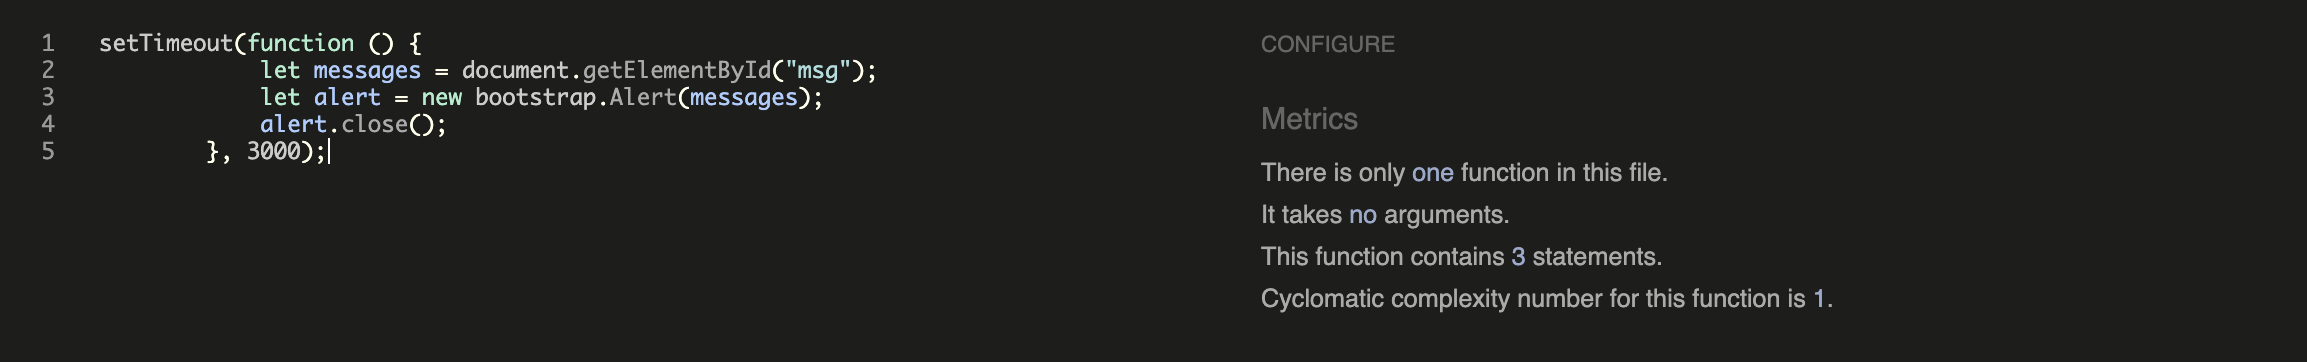 1 setTimeout(function () {
2 let messages = document.getElementById("msg");
3 let alert = new bootstrap.Alert(messages);
4 alert.close();
5 }, 3000);
CONFIGURE
Metrics
There is only one function in this file.
It takes no arguments.
This function contains 3 statements.
Cyclomatic complexity number for this function is 1.